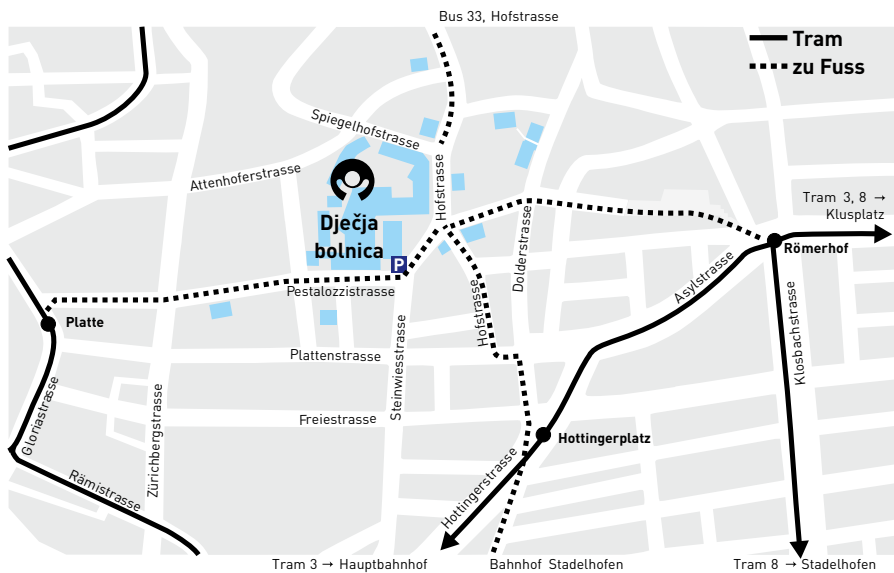 Bus 33, Hofstrasse
Tram
zu Fuss
Spiegelhofstrasse
Attenhoferstrasse
Hofstrasse
Dječja
bolnica
P
Dolderstrasse
Tram 3, 8 →
Klusplatz
Römerhof
Asylstrasse
Pestalozzistrasse
Hofstrasse
Platte
Plattenstrasse
Steinwiesstrasse
Klosbachstrasse
Gloriastrasse
Zürichbergstrasse
Freiestrasse
Hottingerplatz
Rämistrasse
Hottingerstrasse
Tram 3 → Hauptbahnhof
Bahnhof Stadelhofen
Tram 8 → Stadelhofen